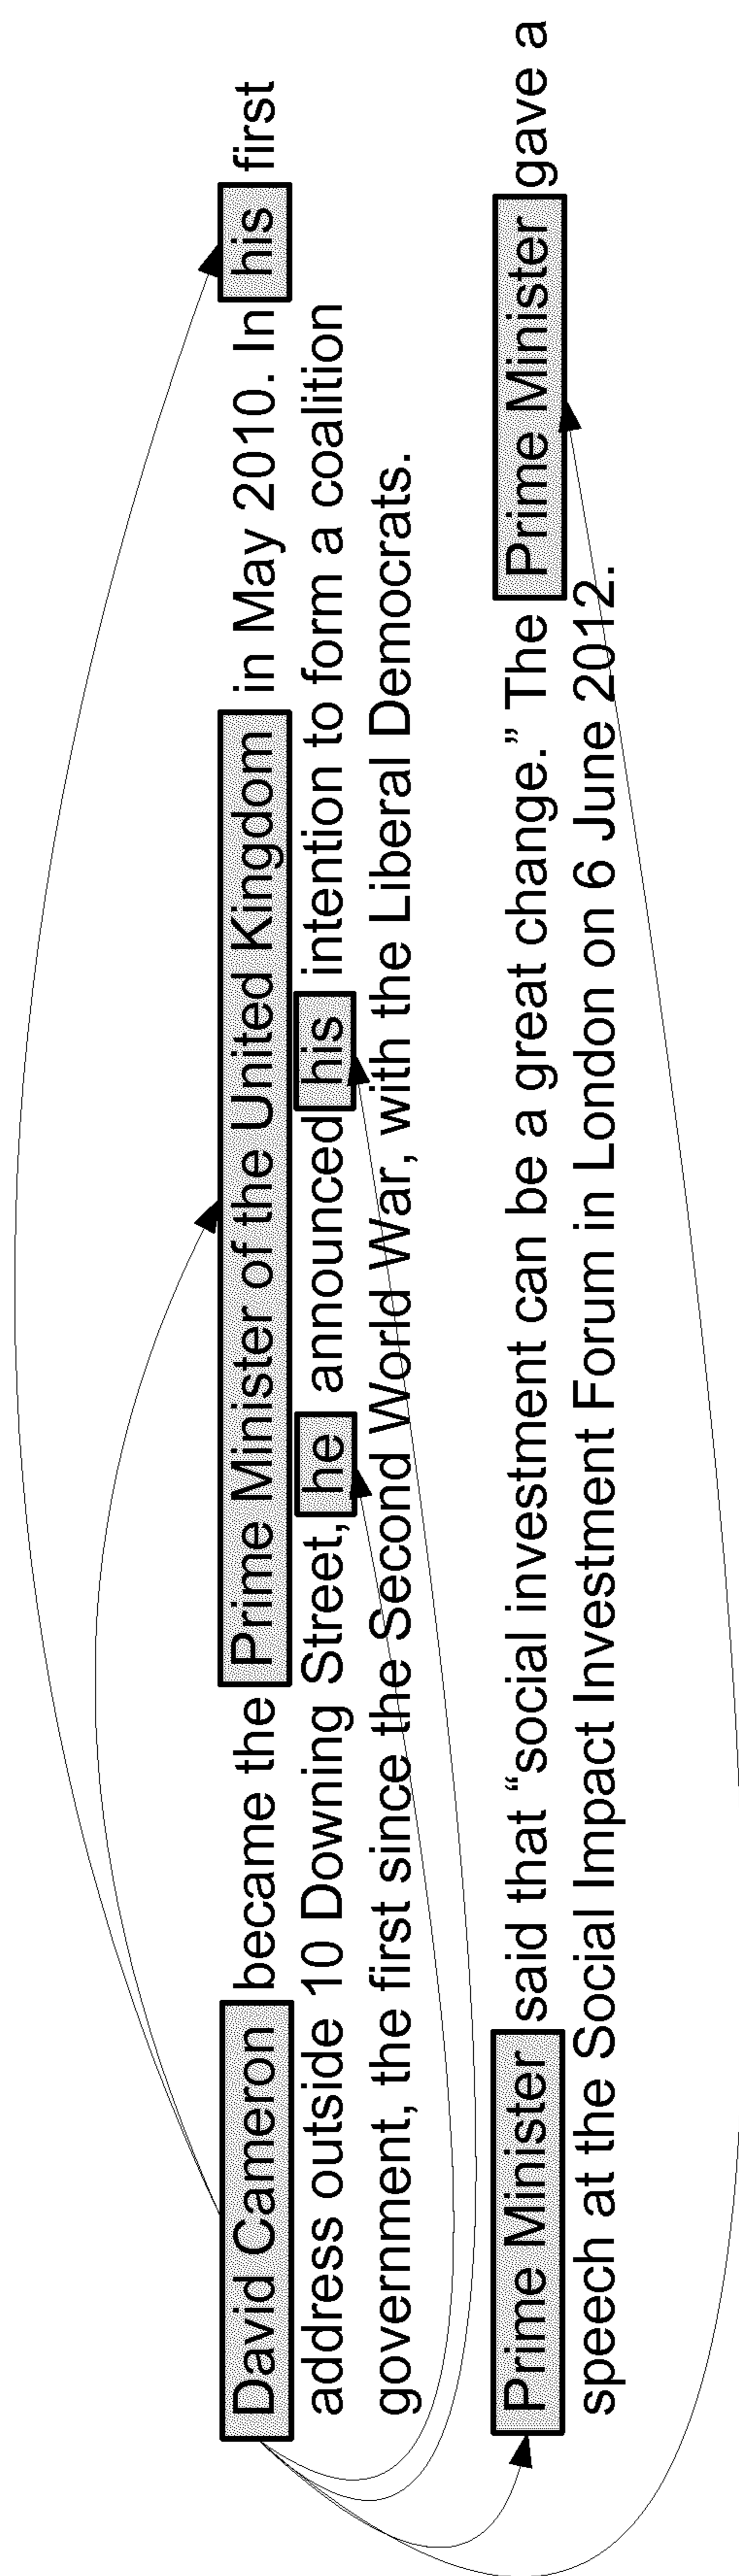 David Cameron became the Prime Minister of the United Kingdom in May 2010. In his first
address outside 10 Downing Street, he announced his intention to form a coalition
government, the first since the Second World War, with the Liberal Democrats.
Prime Minister said that “social investment can be a great change.” The Prime Minister gave a
speech at the Social Impact Investment Forum in London on 6 June 2012.